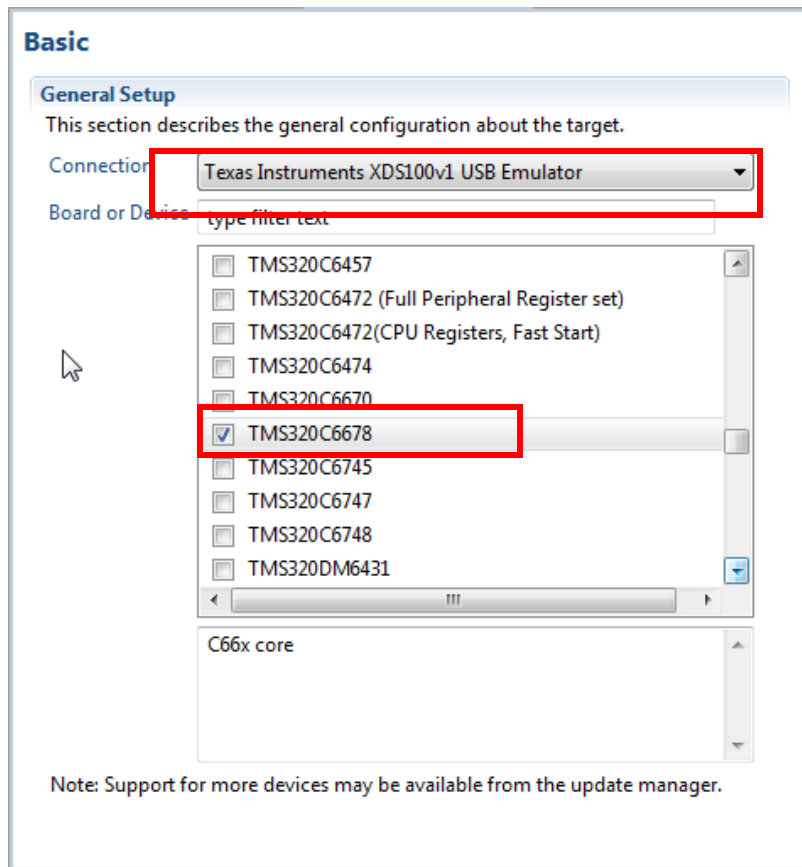 Basic
General Setup
This section describes the general configuration about the target.
Connection Texas Instruments XDS100v1 USB Emulator
Board or Device type filter text
TMS320C6457
TMS320C6472 (Full Peripheral Register set)
TMS320C6472(CPU Registers, Fast Start)
TMS320C6474
TMS320C6670
TMS320C6678
TMS320C6745
TMS320C6747
TMS320C6748
TMS320DM6431
C66x core
Note: Support for more devices may be available from the update manager.